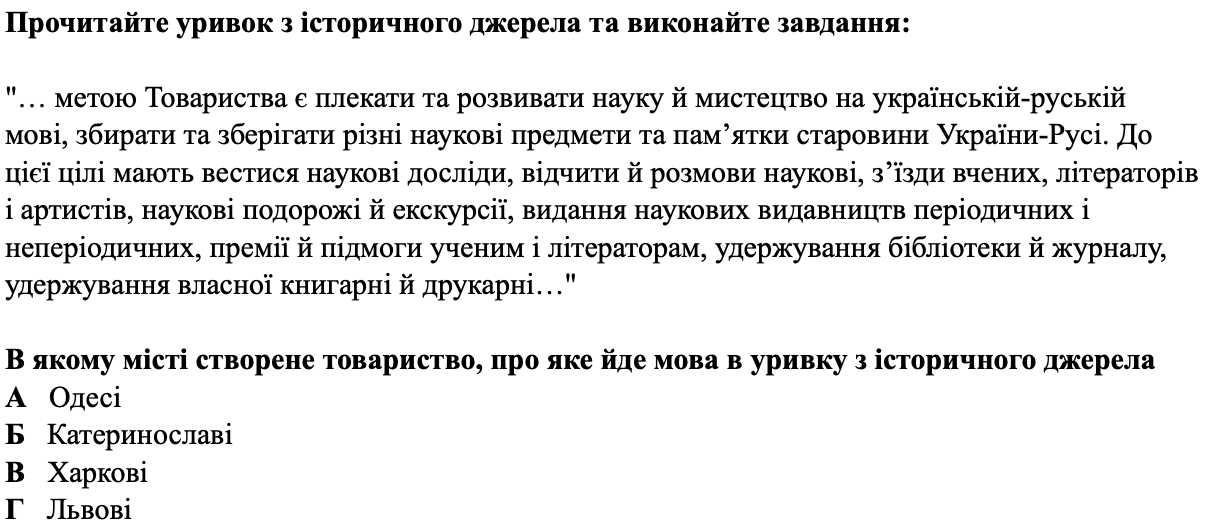 Прочитайте уривок з історичного джерела та виконайте завдання:
"… метою Товариства є плекати та розвивати науку й мистецтво на українській-руській
мові, збирати та зберігати різні наукові предмети та пам’ятки старовини України-Русі. До
цієї цілі мають вестися наукові досліди, відчити й розмови наукові, з’їзди вчених, літераторів
і артистів, наукові подорожі й екскурсії, видання наукових видавництв періодичних і
неперіодичних, премії й підмоги ученим і літераторам, удержування бібліотеки й журналу,
удержування власної книгарні й друкарні…"
В якому місті створене товариство, про яке йде мова в уривку з історичного джерела
А Одесі
Б Катеринославі
В Харкові
Г Львові